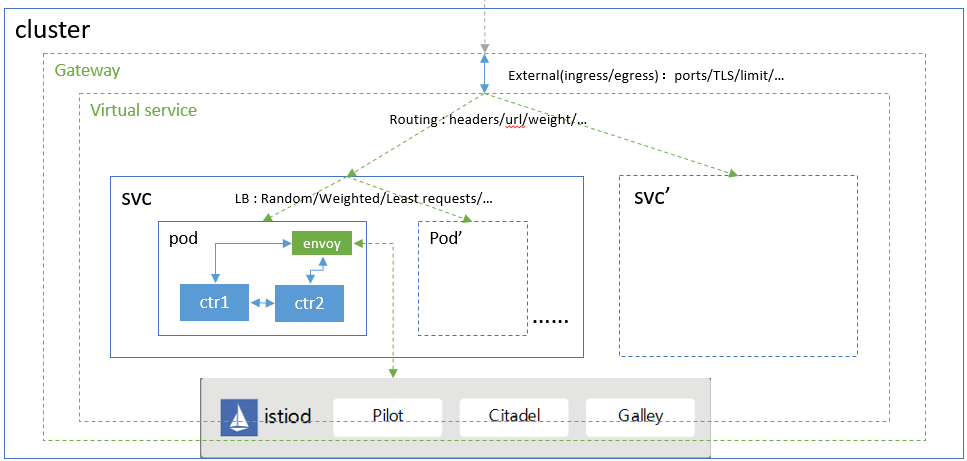 cluster
Gateway
External(ingress/egress)：ports/TLS/limit/...
Virtual service
Routing : headers/url/weight/...
svc
LB : Random/Weighted/Least requests/...
svc’
pod
envoy
Pod’
ctr1
ctr2
......
istiod
Pilot
Citadel
Galley